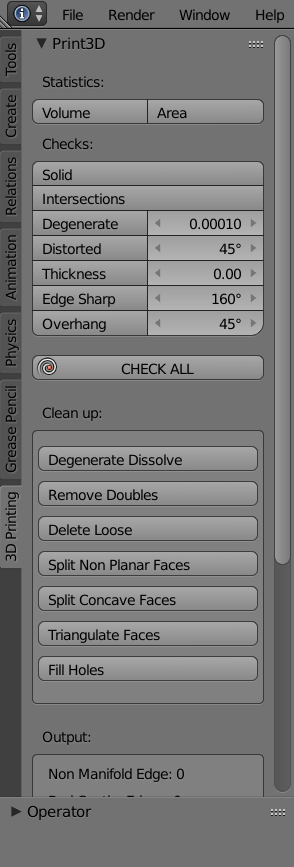 File Render Window Help
Print3D
Tools
Create
Relations
Animation
Physics
Grease Pencil
3D Printing
Statistics:
Volume Area
Checks:
Solid
Intersections
Degenerate 0.00010
Distorted 45°
Thickness 0.00
Edge Sharp 160°
Overhang 45°
CHECK ALL
Clean up:
Degenerate Dissolve
Remove Doubles
Delete Loose
Split Non Planar Faces
Split Concave Faces
Triangulate Faces
Fill Holes
Output:
Non Manifold Edge: 0
Operator